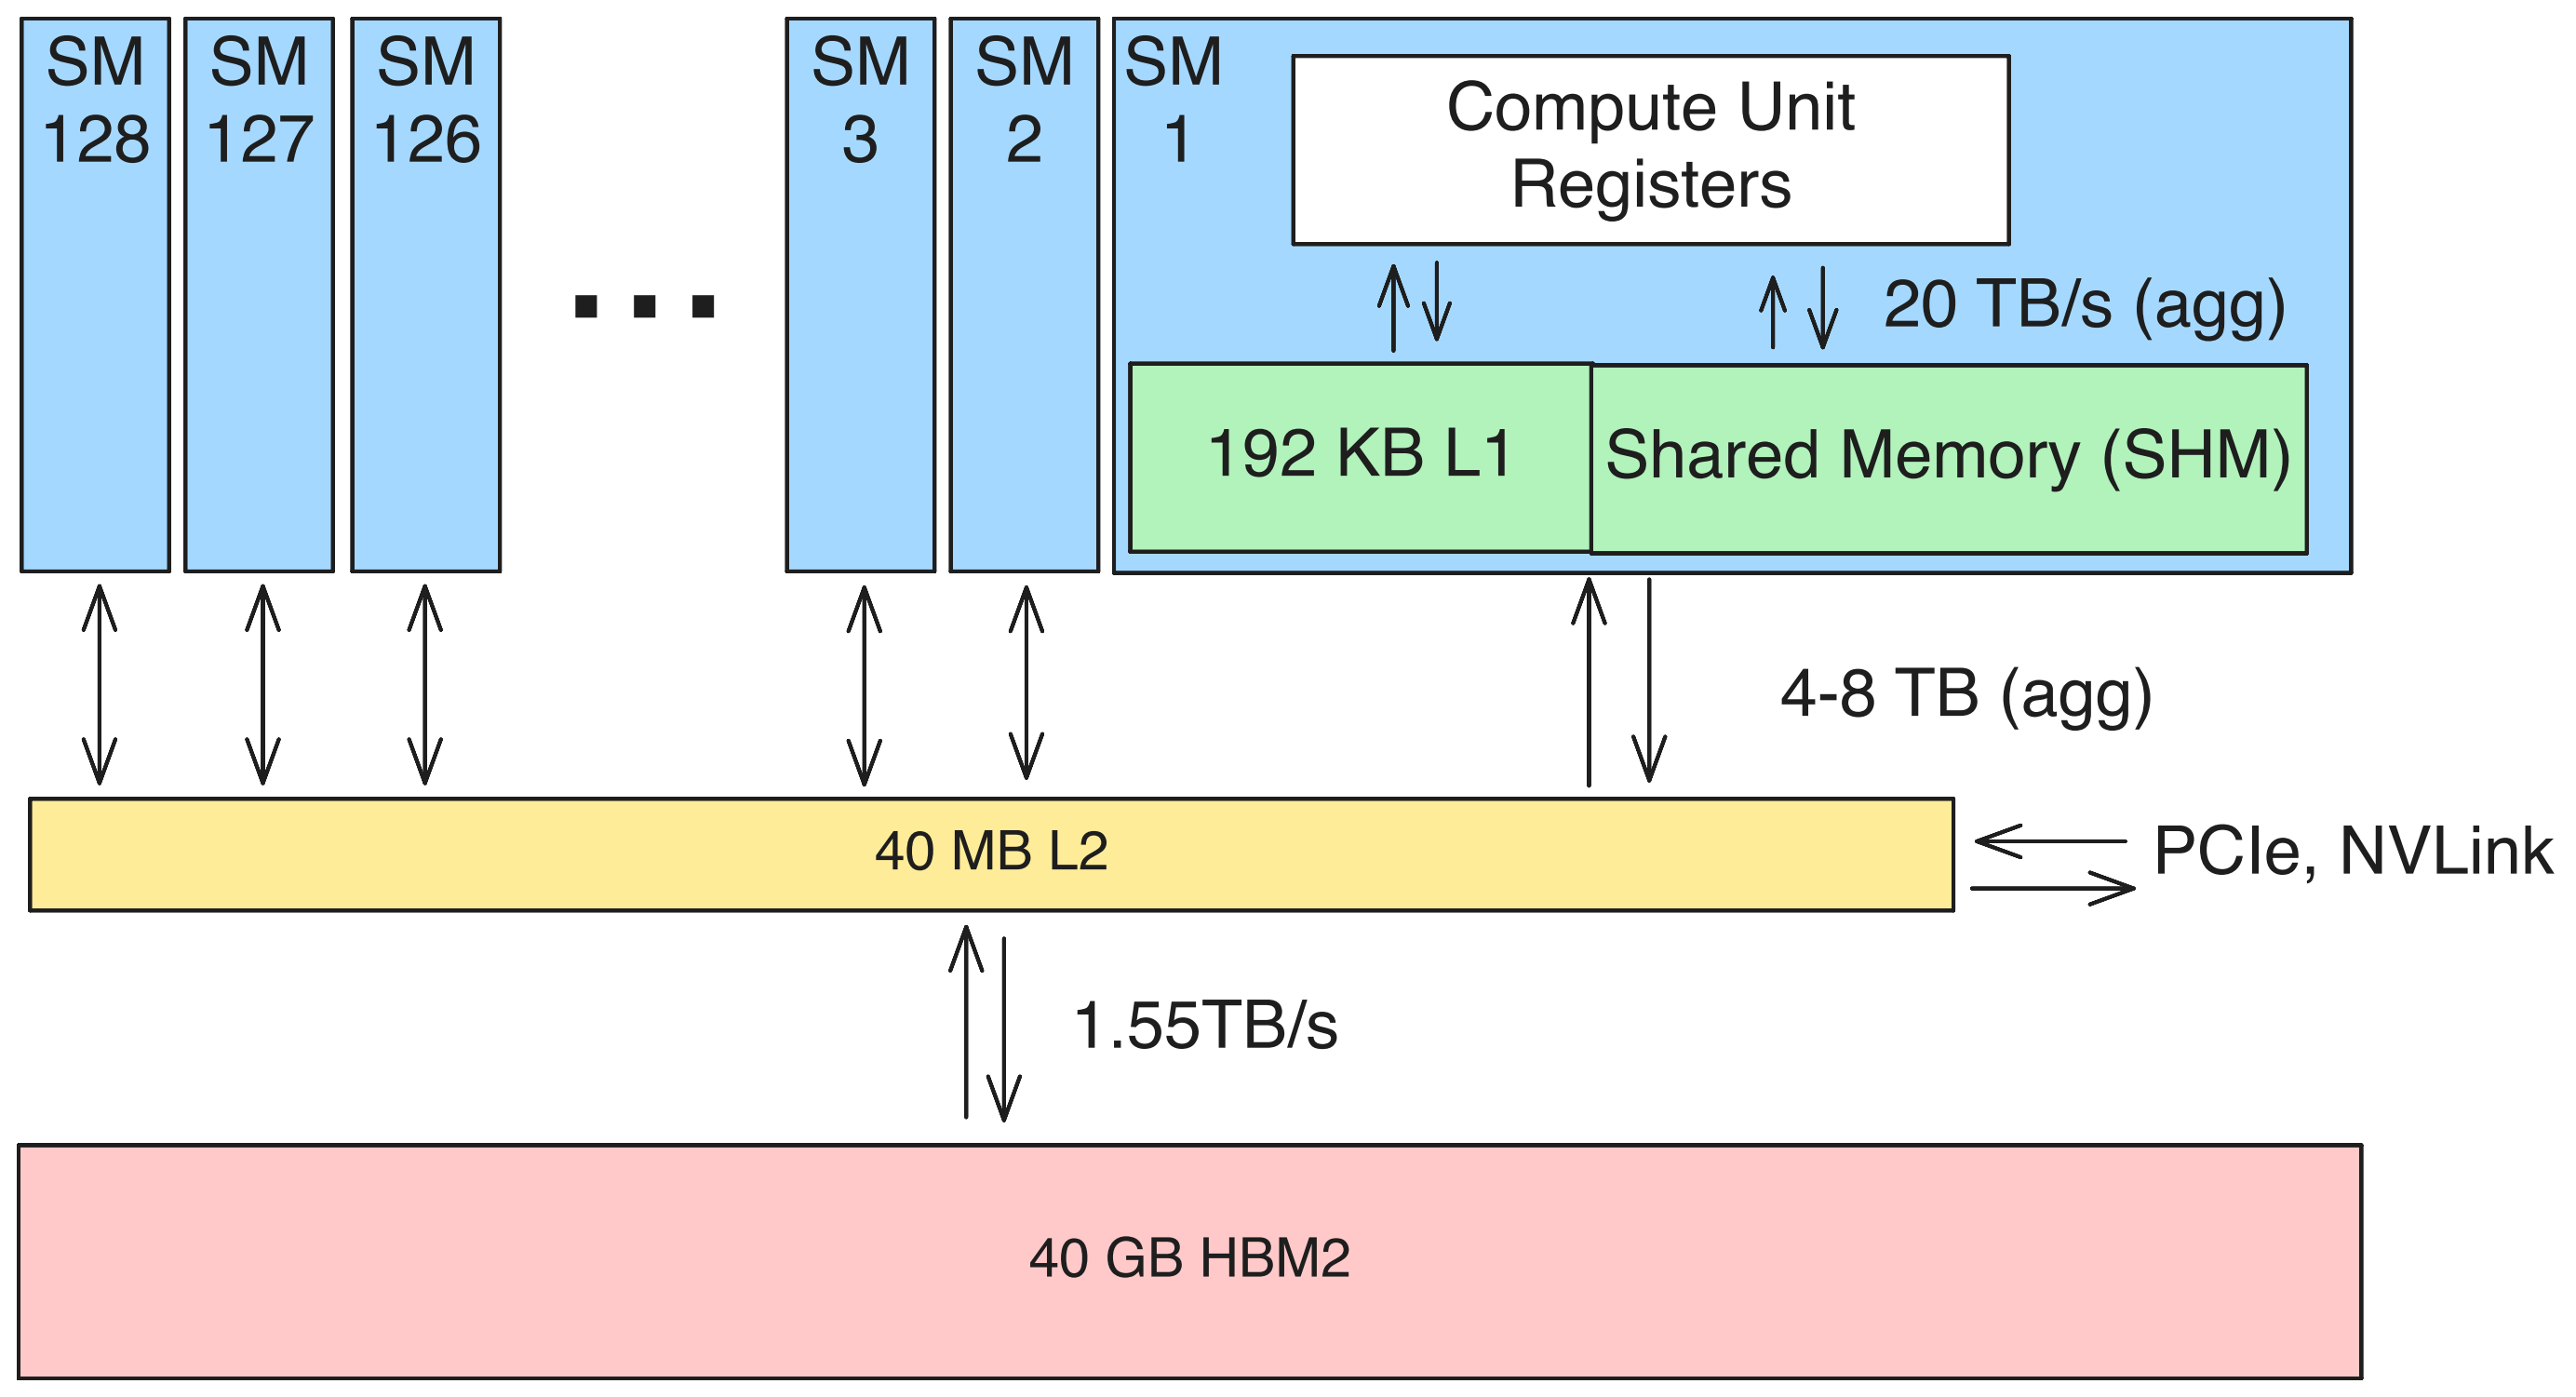 SM
128
SM
127
SM
126
SM
3
SM
2
SM
1
Compute Unit
Registers
20 TB/s (agg)
192 KB L1
Shared Memory (SHM)
4-8 TB (agg)
40 MB L2
PCIe, NVLink
1.55TB/s
40 GB HBM2